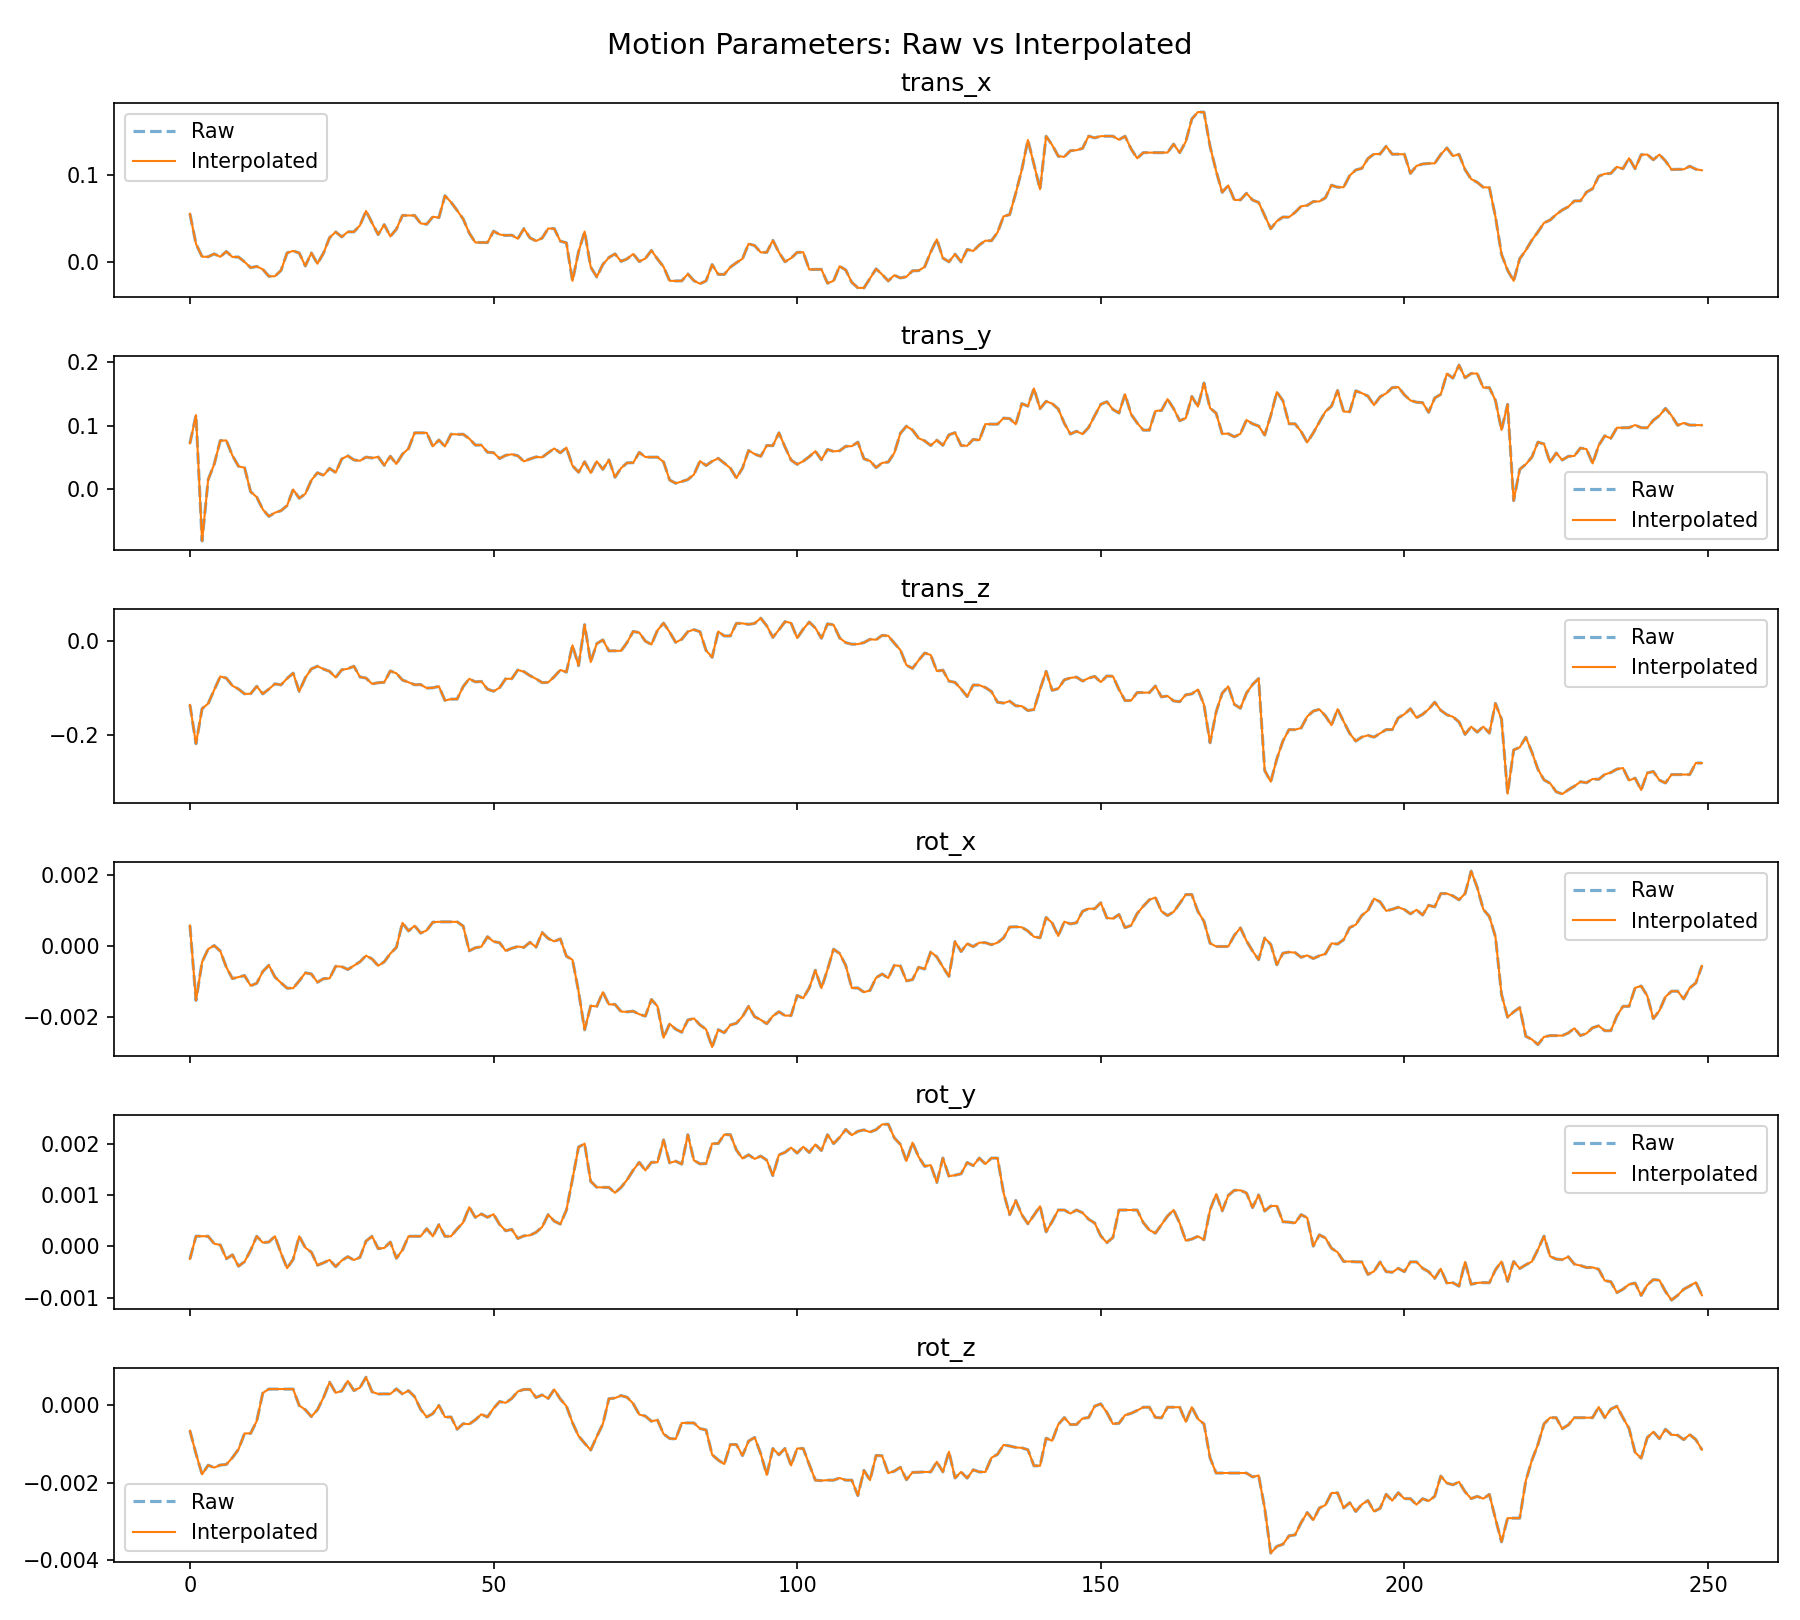 Motion Parameters: Raw vs Interpolated
trans_x
Raw
Interpolated
0.1
0.0
trans_y
0.2
0.1
0.0
Raw
Interpolated
trans_z
0.0
−0.2
Raw
Interpolated
rot_x
0.002
0.000
−0.002
Raw
Interpolated
rot_y
0.002
0.001
0.000
−0.001
Raw
Interpolated
rot_z
0.000
−0.002
−0.004
Raw
Interpolated
0 50 100 150 200 250